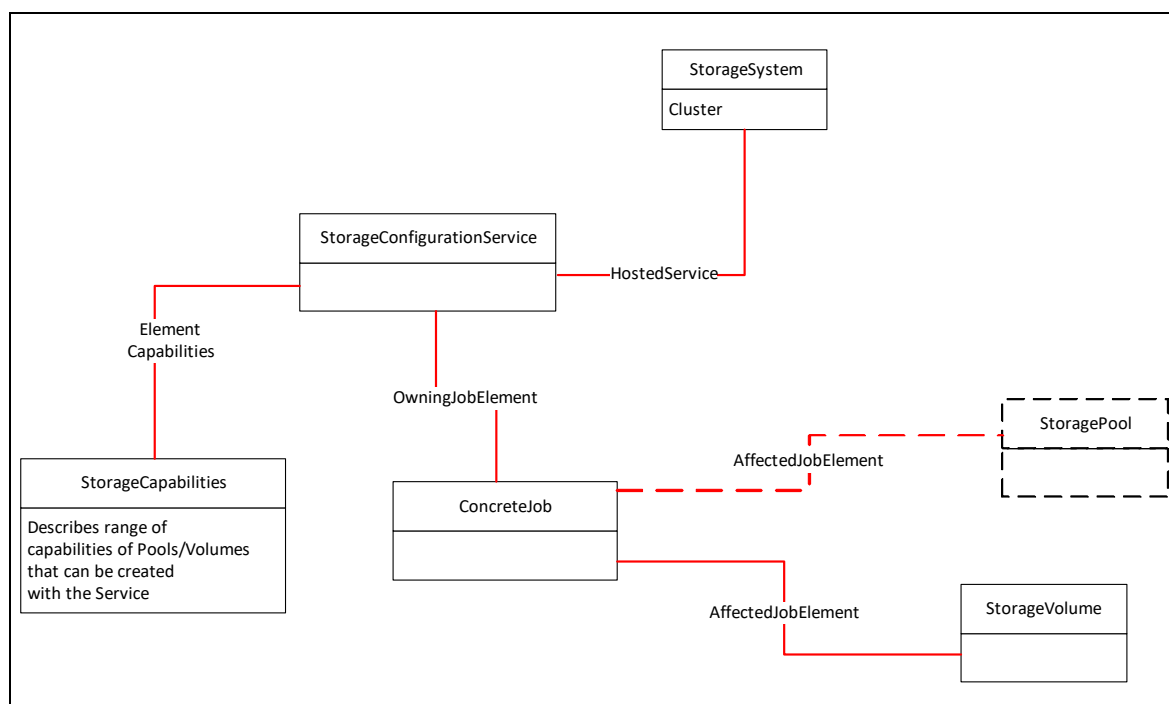 StorageSystem
Cluster
StorageConfigurationService
HostedService
Element
Capabilities
OwningJobElement
StoragePool
AffectedJobElement
StorageCapabilities
Describes range of
capabilities of Pools/Volumes
that can be created
with the Service
ConcreteJob
AffectedJobElement
StorageVolume